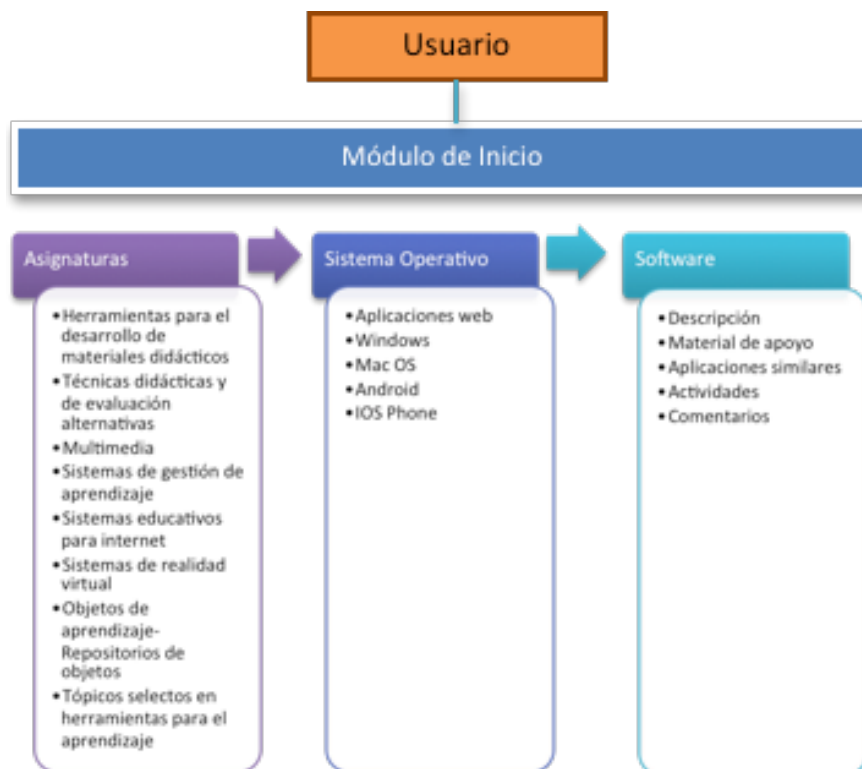 Usuario
Módulo de Inicio
Asignaturas
•Herramientas para el
desarrollo de
materiales didácticos
•Técnicas didácticas y
de evaluación
alternativas
•Multimedia
•Sistemas de gestión de
aprendizaje
•Sistemas educativos
para internet
•Sistemas de realidad
virtual
•Objetos de
aprendizaje-
Repositorios de
objetos
•Tópicos selectos en
herramientas para el
aprendizaje
Sistema Operativo
•Aplicaciones web
•Windows
•Mac OS
•Android
•IOS Phone
Software
•Descripción
•Material de apoyo
•Aplicaciones similares
•Actividades
•Comentarios